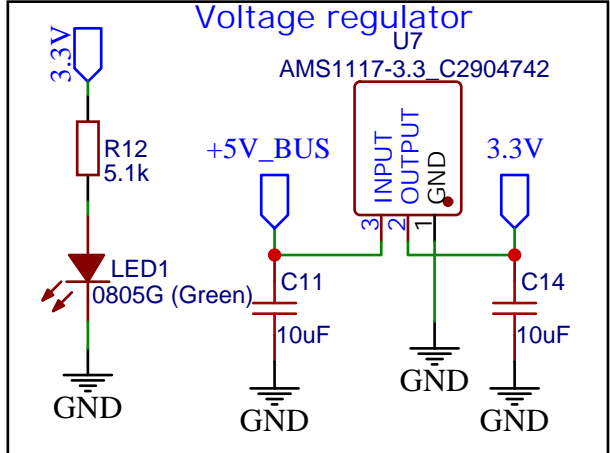 Voltage regulator
U7
AMS1117-3.3_C2904742
3.3V
R12
5.1k
+5V_BUS
3.3V
INPUT
OUTPUT
GND
3
2
1
LED1
0805G (Green)
C11
10uF
C14
10uF
GND
GND
GND
GND